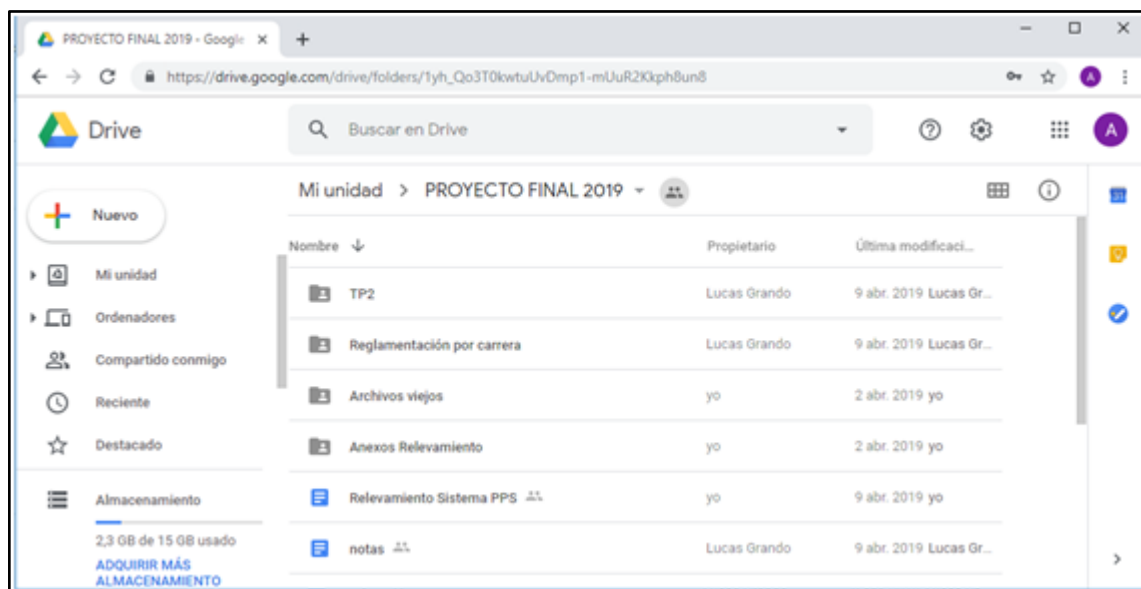 PROYECTO FINAL 2019 - Google
https://drive.google.com/drive/folders/1yh_Qo3T0kwtuUvDmp1-mUuR2Kkph8un8
A
Drive
Buscar en Drive
A
Nuevo
Mi unidad
Ordenadores
Compartido conmigo
Reciente
Destacado
Almacenamiento
2,3 GB de 15 GB usado
ADQUIRIR MÁS
ALMACENAMIENTO
Mi unidad > PROYECTO FINAL 2019
Nombre Propietario Última modificaci...
TP2 Lucas Grando 9 abr. 2019 Lucas Gr...
Reglamentación por carrera Lucas Grando 9 abr. 2019 Lucas Gr...
Archivos viejos yo 2 abr. 2019 yo
Anexos Relevamiento yo 2 abr. 2019 yo
Relevamiento Sistema PPS yo 9 abr. 2019 yo
notas Lucas Grando 9 abr. 2019 Lucas Gr...
31